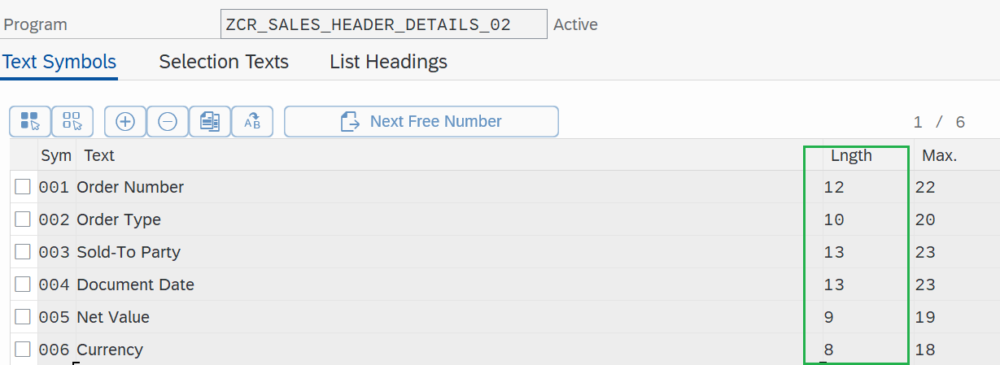 Program ZCR_SALES_HEADER_DETAILS_02 Active
Text Symbols Selection Texts List Headings
A B Next Free Number 1 / 6
Sym Text Lngth Max.
001 Order Number 12 22
002 Order Type 10 20
003 Sold-To Party 13 23
004 Document Date 13 23
005 Net Value 9 19
006 Currency 8 18